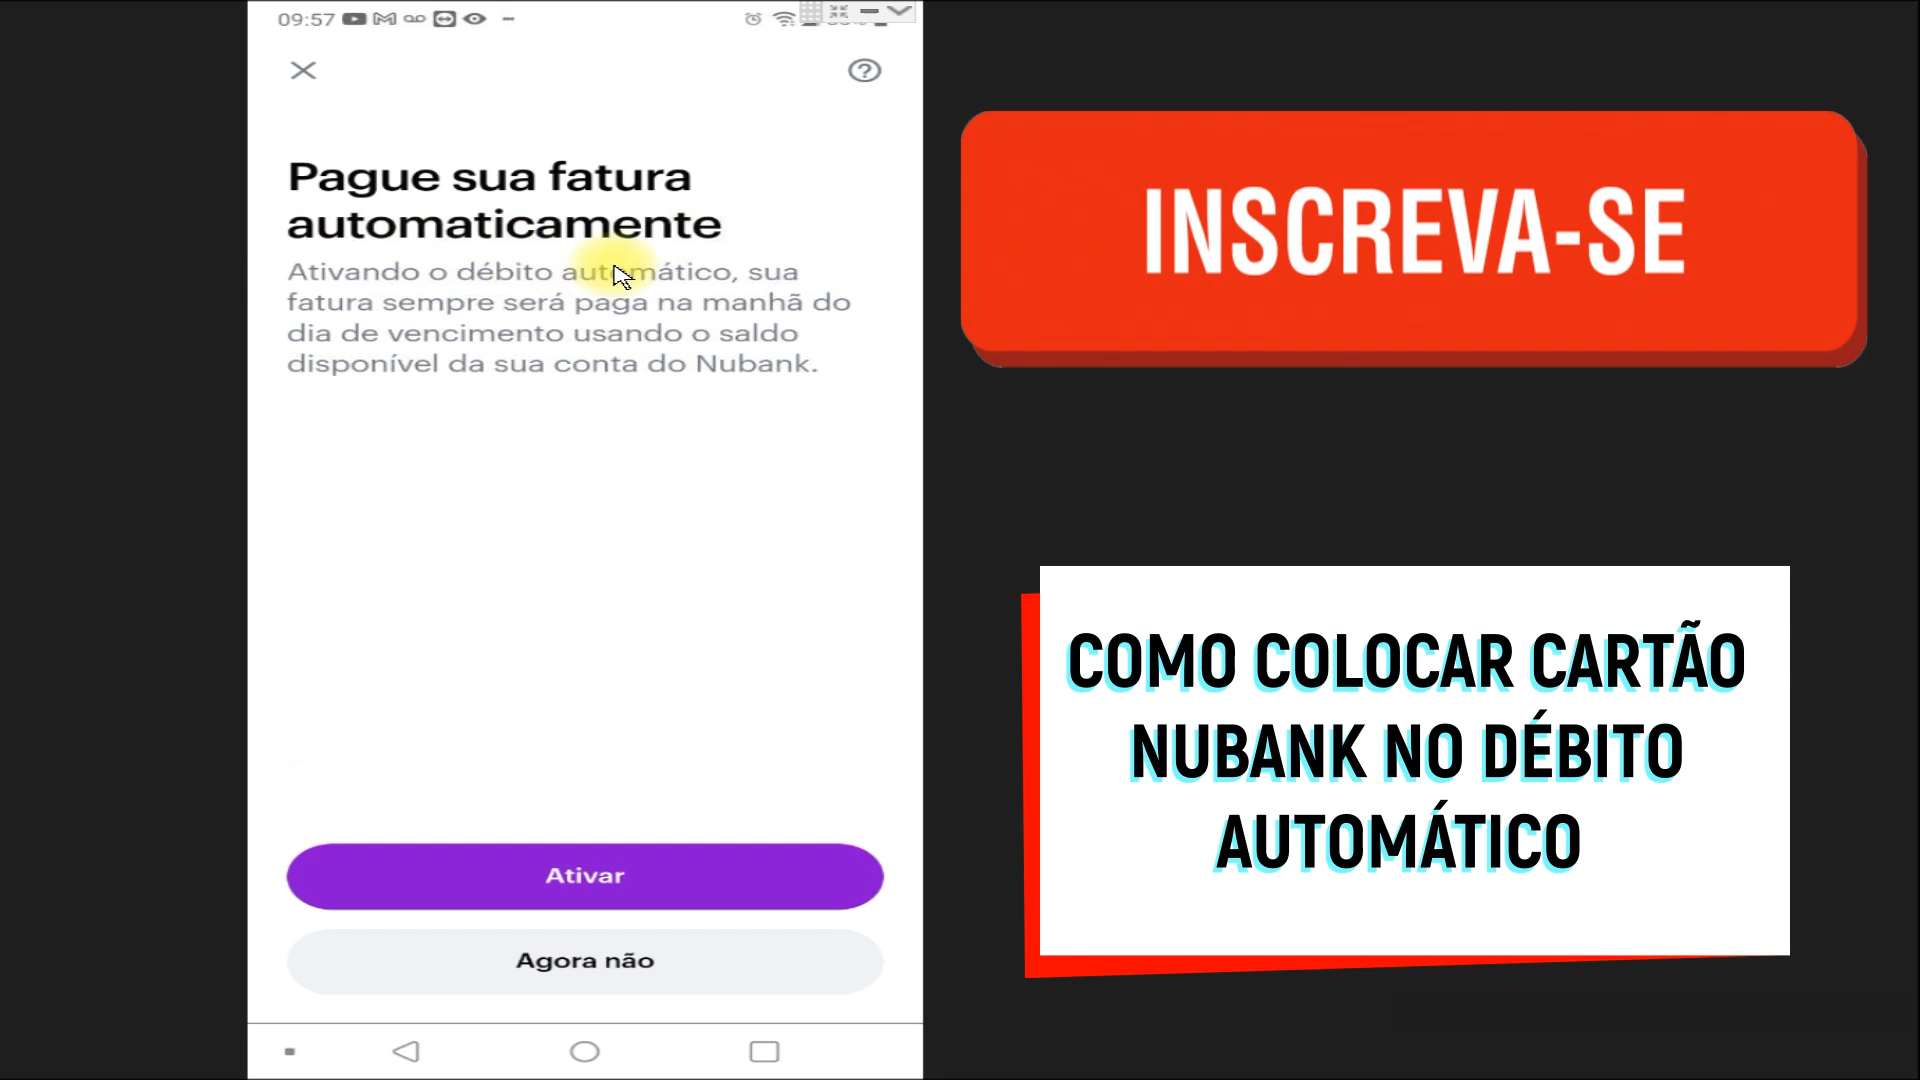 09:57
Pague sua fatura
automaticamente
Ativando o débito automático, sua
fatura sempre será paga na manhã do
dia de vencimento usando o saldo
disponível da sua conta do Nubank.
Ativar
Agora não
INSCREVA-SE
COMO COLOCAR CARTÃO
NUBANK NO DÉBITO
AUTOMÁTICO